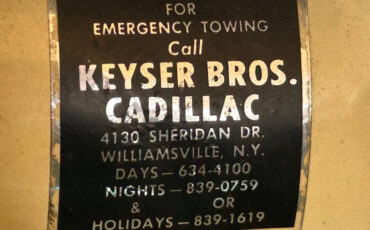 FOR
EMERGENCY TOWING
Call
KEYSER BROS.
CADILLAC
4130 SHERIDAN DR.
WILLIAMSVILLE, N.Y.
DAYS — 634-4100
NIGHTS — 839-0759
& OR
HOLIDAYS — 839-1619